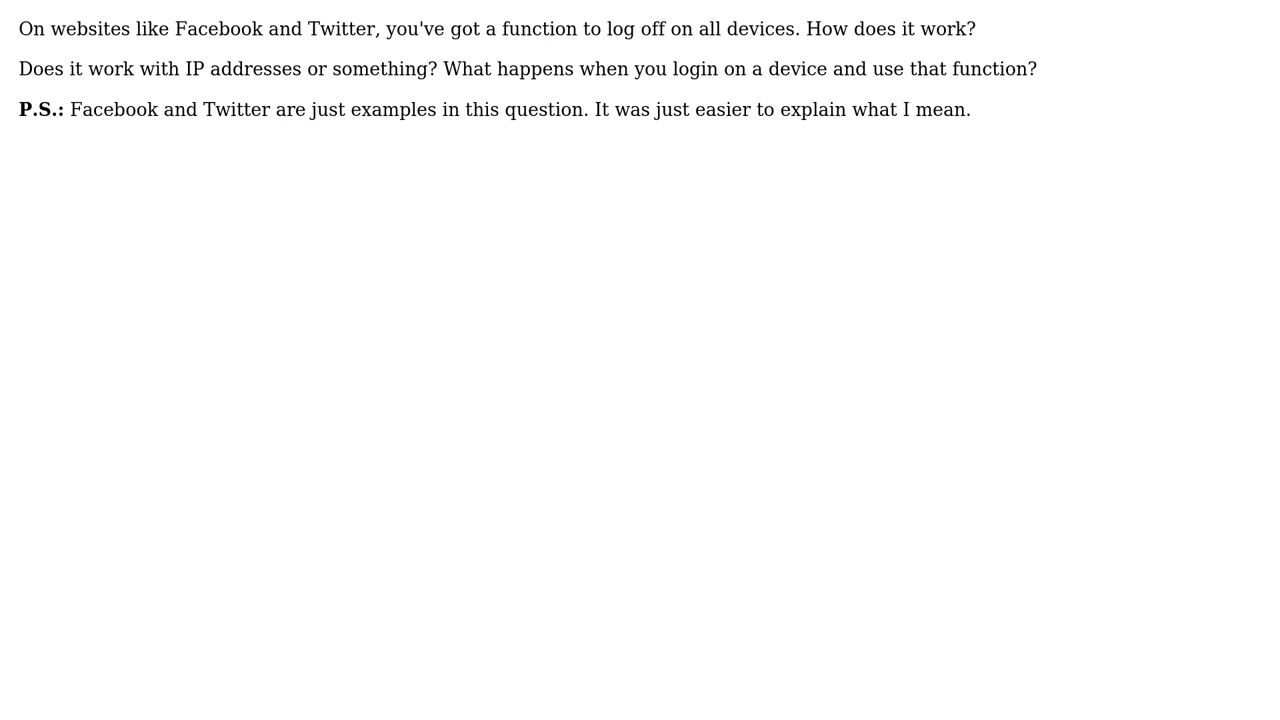 On websites like Facebook and Twitter, you've got a function to log off on all devices. How does it work?
Does it work with IP addresses or something? What happens when you login on a device and use that function?
P.S.: Facebook and Twitter are just examples in this question. It was just easier to explain what I mean.